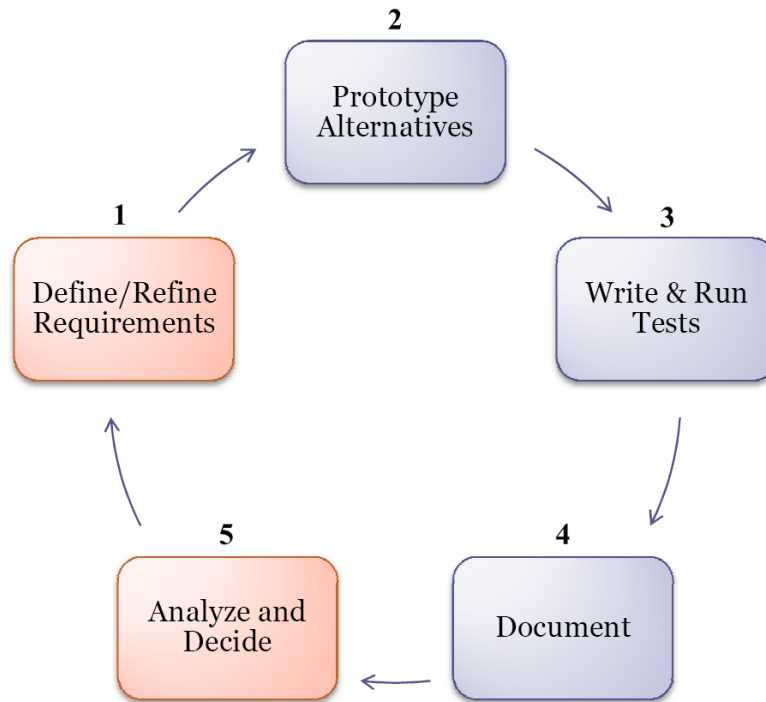 1
Define/Refine
Requirements
2
Prototype
Alternatives
3
Write & Run
Tests
4
Document
5
Analyze and
Decide